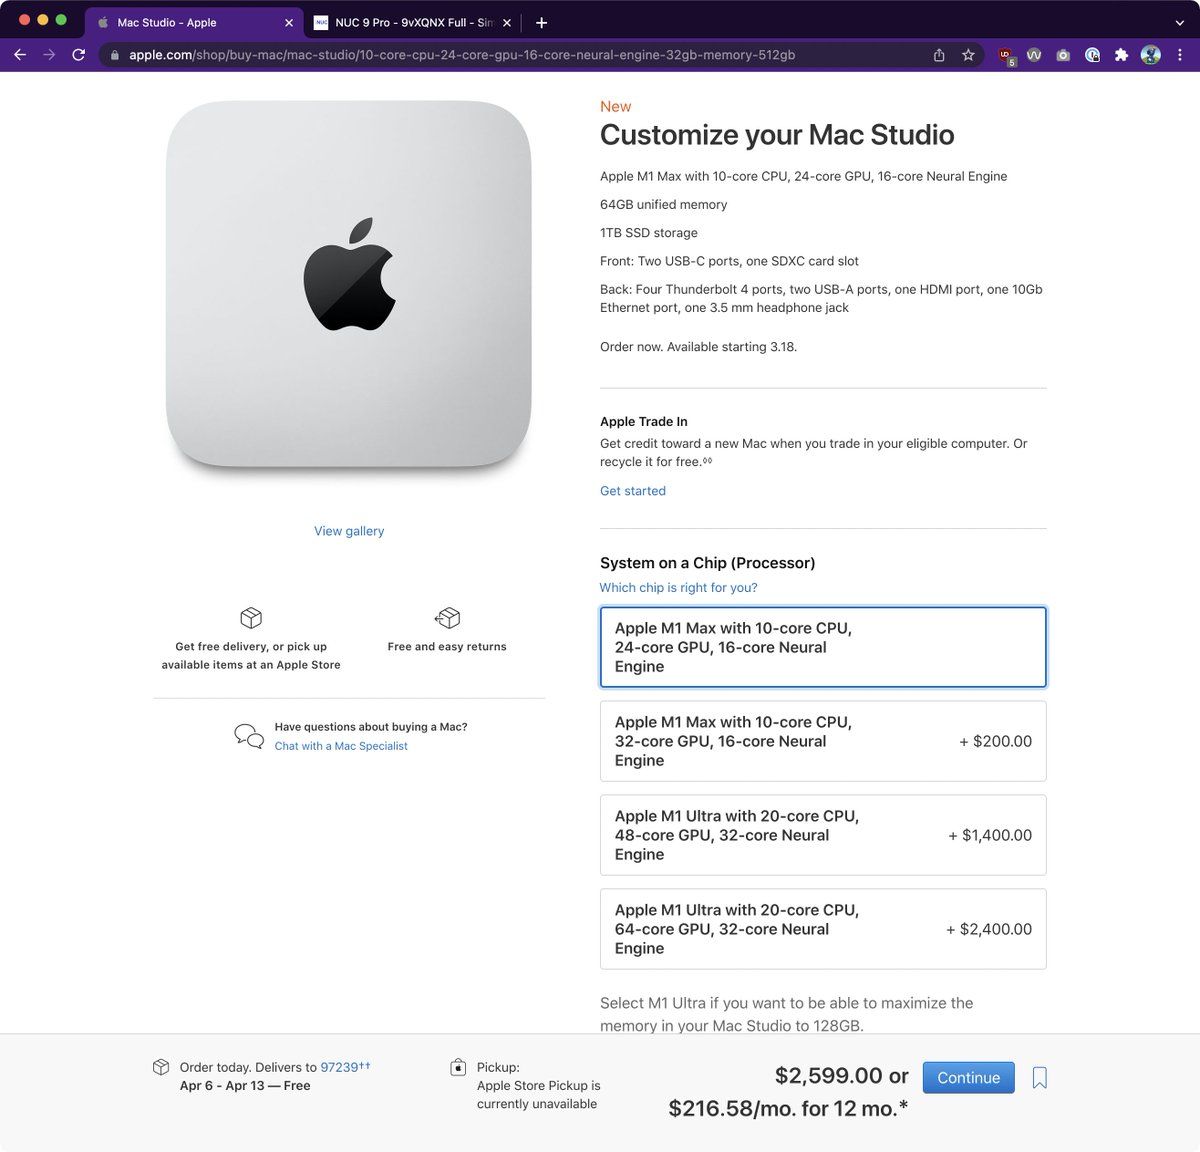 Mac Studio - Apple
NUC 9 Pro - 9vXQNX Full - Sim
apple.com/shop/buy-mac/mac-studio/10-core-cpu-24-core-gpu-16-core-neural-engine-32gb-memory-512gb
5
New
Customize your Mac Studio
Apple M1 Max with 10-core CPU, 24-core GPU, 16-core Neural Engine
64GB unified memory
1TB SSD storage
Front: Two USB-C ports, one SDXC card slot
Back: Four Thunderbolt 4 ports, two USB-A ports, one HDMI port, one 10Gb
Ethernet port, one 3.5 mm headphone jack
Order now. Available starting 3.18.
Apple Trade In
Get credit toward a new Mac when you trade in your eligible computer. Or
recycle it for free.◊◊
Get started
View gallery
Get free delivery, or pick up
available items at an Apple Store
Free and easy returns
Have questions about buying a Mac?
Chat with a Mac Specialist
System on a Chip (Processor)
Which chip is right for you?
Apple M1 Max with 10-core CPU,
24-core GPU, 16-core Neural
Engine
Apple M1 Max with 10-core CPU,
32-core GPU, 16-core Neural
Engine
+ $200.00
Apple M1 Ultra with 20-core CPU,
48-core GPU, 32-core Neural
Engine
+ $1,400.00
Apple M1 Ultra with 20-core CPU,
64-core GPU, 32-core Neural
Engine
+ $2,400.00
Select M1 Ultra if you want to be able to maximize the
memory in your Mac Studio to 128GB.
Order today. Delivers to 97239††
Apr 6 - Apr 13 — Free
Pickup:
Apple Store Pickup is
currently unavailable
$2,599.00 or
$216.58/mo. for 12 mo.*
Continue